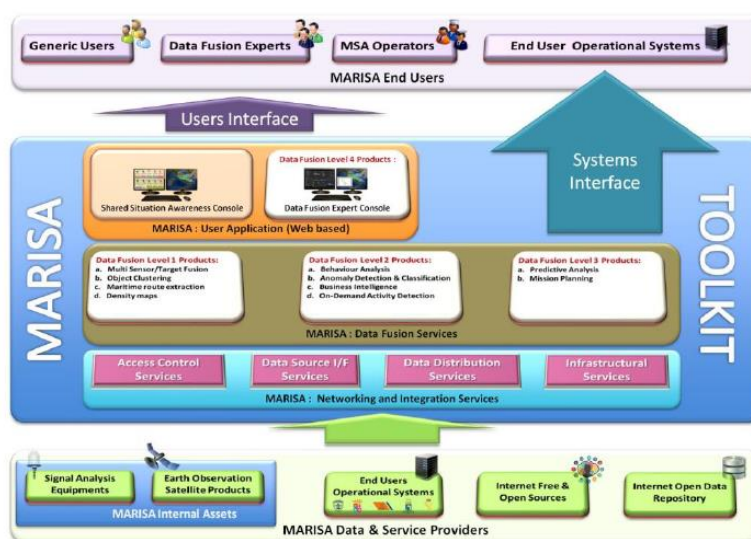 Generic Users
Data Fusion Experts
MSA Operators
End User Operational Systems
MARISA End Users
Users Interface
Systems
Interface
MARISA
TOOLKIT
Shared Situation Awareness Console
Data Fusion Level 4 Products :
Data Fusion Expert Console
MARISA : User Application (Web based)
Data Fusion Level 1 Products:
a. Multi Sensor/Target Fusion
b. Object Clustering
c. Maritime route extraction
d. Density maps
Data Fusion Level 2 Products:
a. Behaviour Analysis
b. Anomaly Detection & Classification
c. Business Intelligence
d. On-Demand Activity Detection
Data Fusion Level 3 Products:
a. Predictive Analysis
b. Mission Planning
MARISA : Data Fusion Services
Access Control
Services
Data Source I/F
Services
Data Distribution
Services
Infrastructural
Services
MARISA : Networking and Integration Services
Signal Analysis
Equipments
Earth Observation
Satellite Products
MARISA Internal Assets
End Users
Operational Systems
Internet Free &
Open Sources
Internet Open Data
Repository
MARISA Data & Service Providers